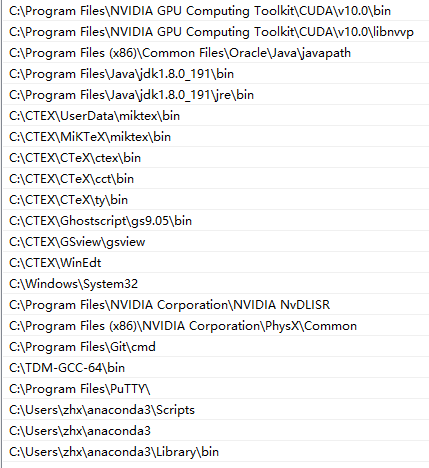 C:\Program Files\NVIDIA GPU Computing Toolkit\CUDA\v10.0\bin
C:\Program Files\NVIDIA GPU Computing Toolkit\CUDA\v10.0\libnvvp
C:\Program Files (x86)\Common Files\Oracle\Java\javapath
C:\Program Files\Java\jdk1.8.0_191\bin
C:\Program Files\Java\jdk1.8.0_191\jre\bin
C:\CTEX\UserData\miktex\bin
C:\CTEX\MiKTeX\miktex\bin
C:\CTEX\CTeX\ctex\bin
C:\CTEX\CTeX\cct\bin
C:\CTEX\CTeX\ty\bin
C:\CTEX\Ghostscript\gs9.05\bin
C:\CTEX\GSview\gsview
C:\CTEX\WinEdt
C:\Windows\System32
C:\Program Files\NVIDIA Corporation\NVIDIA NvDLISR
C:\Program Files (x86)\NVIDIA Corporation\PhysX\Common
C:\Program Files\Git\cmd
C:\TDM-GCC-64\bin
C:\Program Files\PuTTY\
C:\Users\zhx\anaconda3\Scripts
C:\Users\zhx\anaconda3
C:\Users\zhx\anaconda3\Library\bin